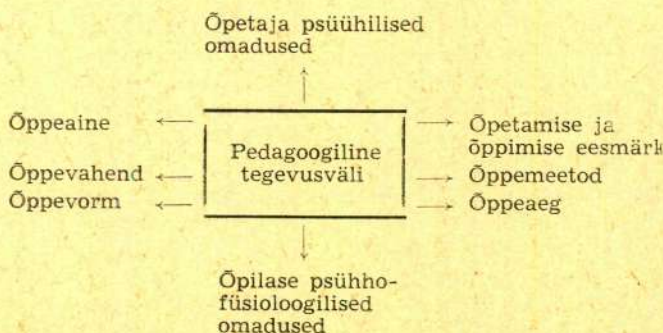 Õpetaja psüühilised
omadused
Õppeaine
Õppevahend
Õppevorm
Pedagoogiline
tegevusväli
Õpetamise ja
õppimise eesmärk
Õppemeetod
Õppeaeg
Õpilase psühho-
füsioloogilised
omadused